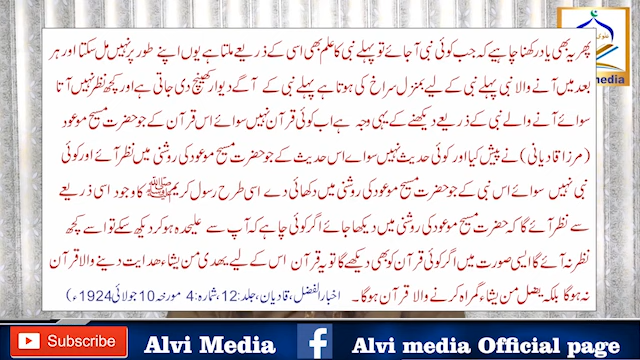 پھر یہ بھی یاد رکھنا چاہیے کہ جب کوئی نبی آجائے تو پہلے نبی کا علم بھی اسی کے ذریعے ملتا ہے یوں اپنے طور پر نہیں مل سکتا اور ہر
بعد میں آنے والا نبی پہلے نبی کے لیے بمنزل سراخ کی ہوتا ہے پہلے نبی کے آگے دیوار کھینچ دی جاتی ہے اور کچھ نظر نہیں آتا
سوائے آنے والے نبی کے ذریعے دیکھنے کے یہی وجہ ہے اب کوئی قرآن نہیں سوائے اس قرآن کے جو حضرت مسیح موعود
(مرزا قادیانی) نے پیش کیا اور کوئی حدیث نہیں سوائے اس حدیث کے جو حضرت مسیح موعود کی روشنی میں نظر آئے اور کوئی
نبی نہیں سوائے اس نبی کے جو حضرت مسیح موعود کی روشنی میں دکھائی دے اسی طرح رسول کریم ﷺ کا وجود اسی ذریعے
سے نظر آئے گا کہ حضرت مسیح موعود کی روشنی میں دیکھا جائے اگر کوئی چاہے کہ آپ سے علیحدہ ہو کر دیکھ سکے تو اسے کچھ
نظر نہ آئے گا ایسی صورت میں اگر کوئی قرآن کو بھی دیکھے گا تو یہ قرآن اس کے لیے یھدی من یشاء ھدایت دینے والا قرآن
نہ ہوگا بلکہ یضل من یشاء گمراہ کرنے والا قرآن ہوگا۔ اخبار الفضل، قادیان، جلد:12، شمارہ:4 مورخہ 10 جولائی 1924ء)
media
Subscribe Alvi Media f Alvi media Official page